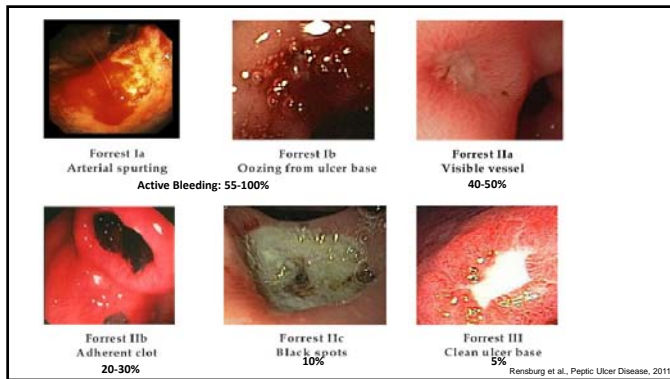 Forrest Ia
Arterial spurting
Forrest Ib
Oozing from ulcer base
Forrest IIa
Visible vessel
Active Bleeding: 55-100%
40-50%
Forrest IIb
Adherent clot
20-30%
Forrest IIc
Black spots
10%
Forrest III
Clean ulcer base
5%
Rensburg et al., Peptic Ulcer Disease, 2011